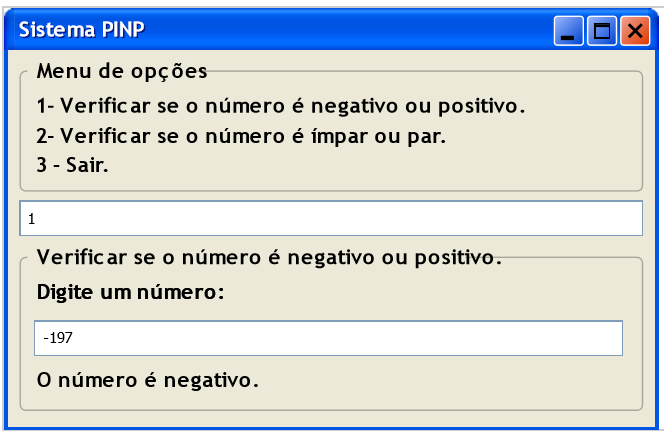 Sistema PINP
Menu de opções
1- Verificar se o número é negativo ou positivo.
2- Verificar se o número é ímpar ou par.
3 - Sair.
1
Verificar se o número é negativo ou positivo.
Digite um número:
-197
O número é negativo.